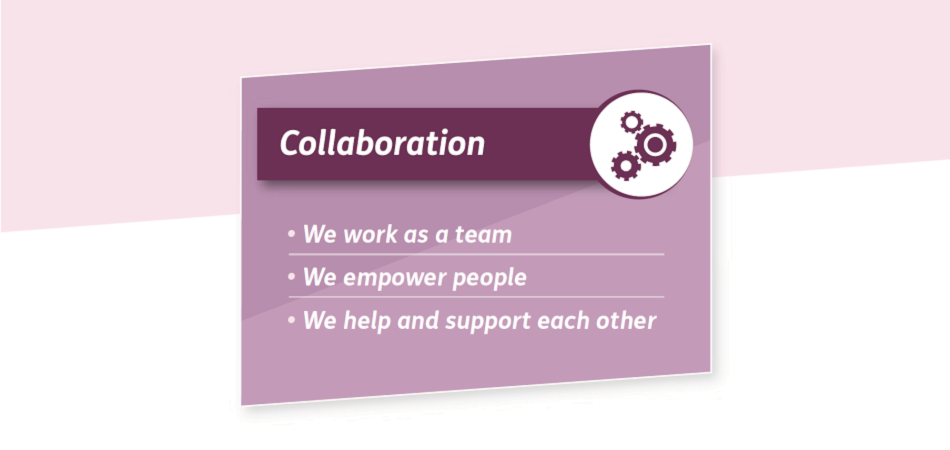 Collaboration
• We work as a team
• We empower people
• We help and support each other